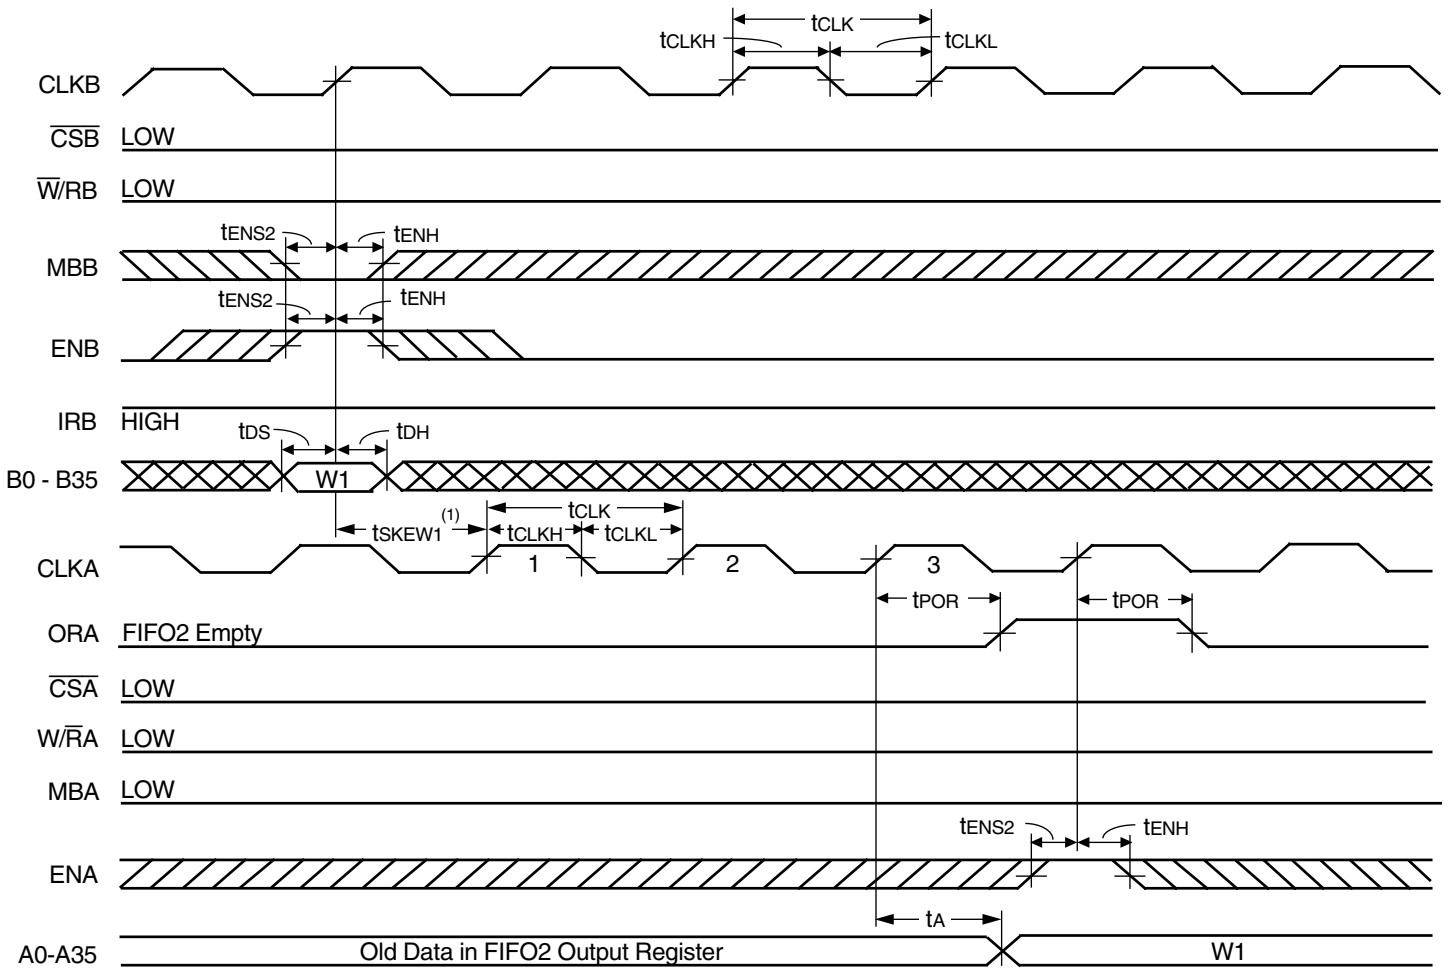 tCLK
tCLKH
tCLKL
CLKB
CSB LOW
W/RB LOW
tENS2
tENH
MBB
tENS2
tENH
ENB
IRB HIGH
tDS
tDH
B0 - B35
W1
tSKEW1 (1)
tCLK
tCLKH
tCLKL
CLKA
1
2
3
tPOR
tPOR
ORA FIFO2 Empty
CSA LOW
W/RA LOW
MBA LOW
tENS2
tENH
ENA
tA
A0-A35
Old Data in FIFO2 Output Register
W1